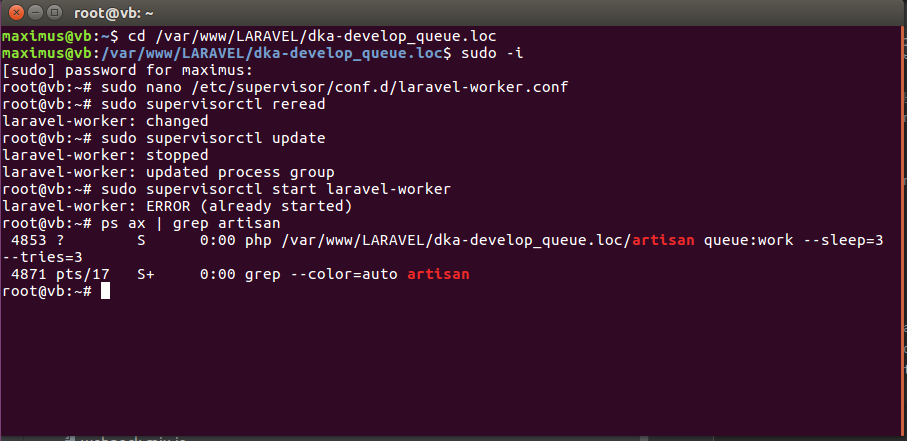 root@vb: ~
maximus@vb:~$ cd /var/www/LARAVEL/dka-develop_queue.loc
maximus@vb:/var/www/LARAVEL/dka-develop_queue.loc$ sudo -i
[sudo] password for maximus:
root@vb:~# sudo nano /etc/supervisor/conf.d/laravel-worker.conf
root@vb:~# sudo supervisorctl reread
laravel-worker: changed
root@vb:~# sudo supervisorctl update
laravel-worker: stopped
laravel-worker: updated process group
root@vb:~# sudo supervisorctl start laravel-worker
laravel-worker: ERROR (already started)
root@vb:~# ps ax | grep artisan
 4853 ?        S      0:00 php /var/www/LARAVEL/dka-develop_queue.loc/artisan queue:work --sleep=3
--tries=3
 4871 pts/17   S+     0:00 grep --color=auto artisan
root@vb:~#